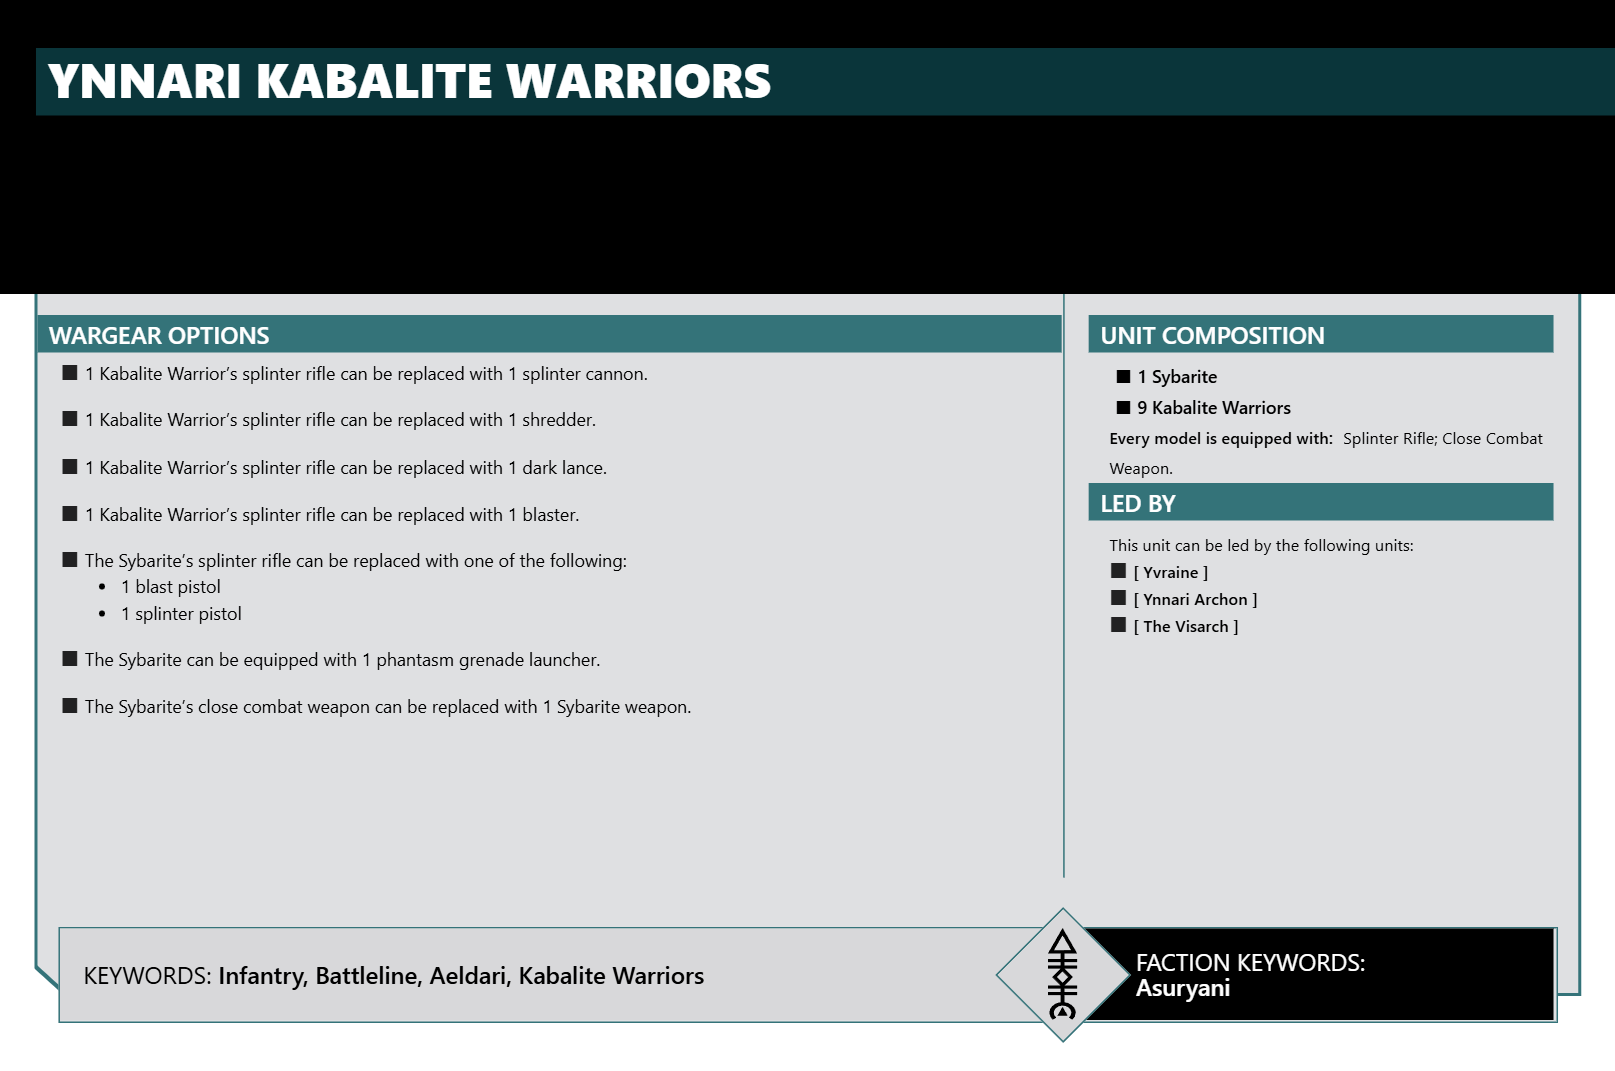 YNNARI KABALITE WARRIORS
WARGEAR OPTIONS
■ 1 Kabalite Warrior’s splinter rifle can be replaced with 1 splinter cannon.
■ 1 Kabalite Warrior’s splinter rifle can be replaced with 1 shredder.
■ 1 Kabalite Warrior’s splinter rifle can be replaced with 1 dark lance.
■ 1 Kabalite Warrior’s splinter rifle can be replaced with 1 blaster.
■ The Sybarite’s splinter rifle can be replaced with one of the following:
• 1 blast pistol
• 1 splinter pistol
■ The Sybarite can be equipped with 1 phantasm grenade launcher.
■ The Sybarite’s close combat weapon can be replaced with 1 Sybarite weapon.
UNIT COMPOSITION
■ 1 Sybarite
■ 9 Kabalite Warriors
Every model is equipped with: Splinter Rifle; Close Combat
Weapon.
LED BY
This unit can be led by the following units:
■ [ Yvraine ]
■ [ Ynnari Archon ]
■ [ The Visarch ]
KEYWORDS: Infantry, Battleline, Aeldari, Kabalite Warriors
FACTION KEYWORDS:
Asuryani